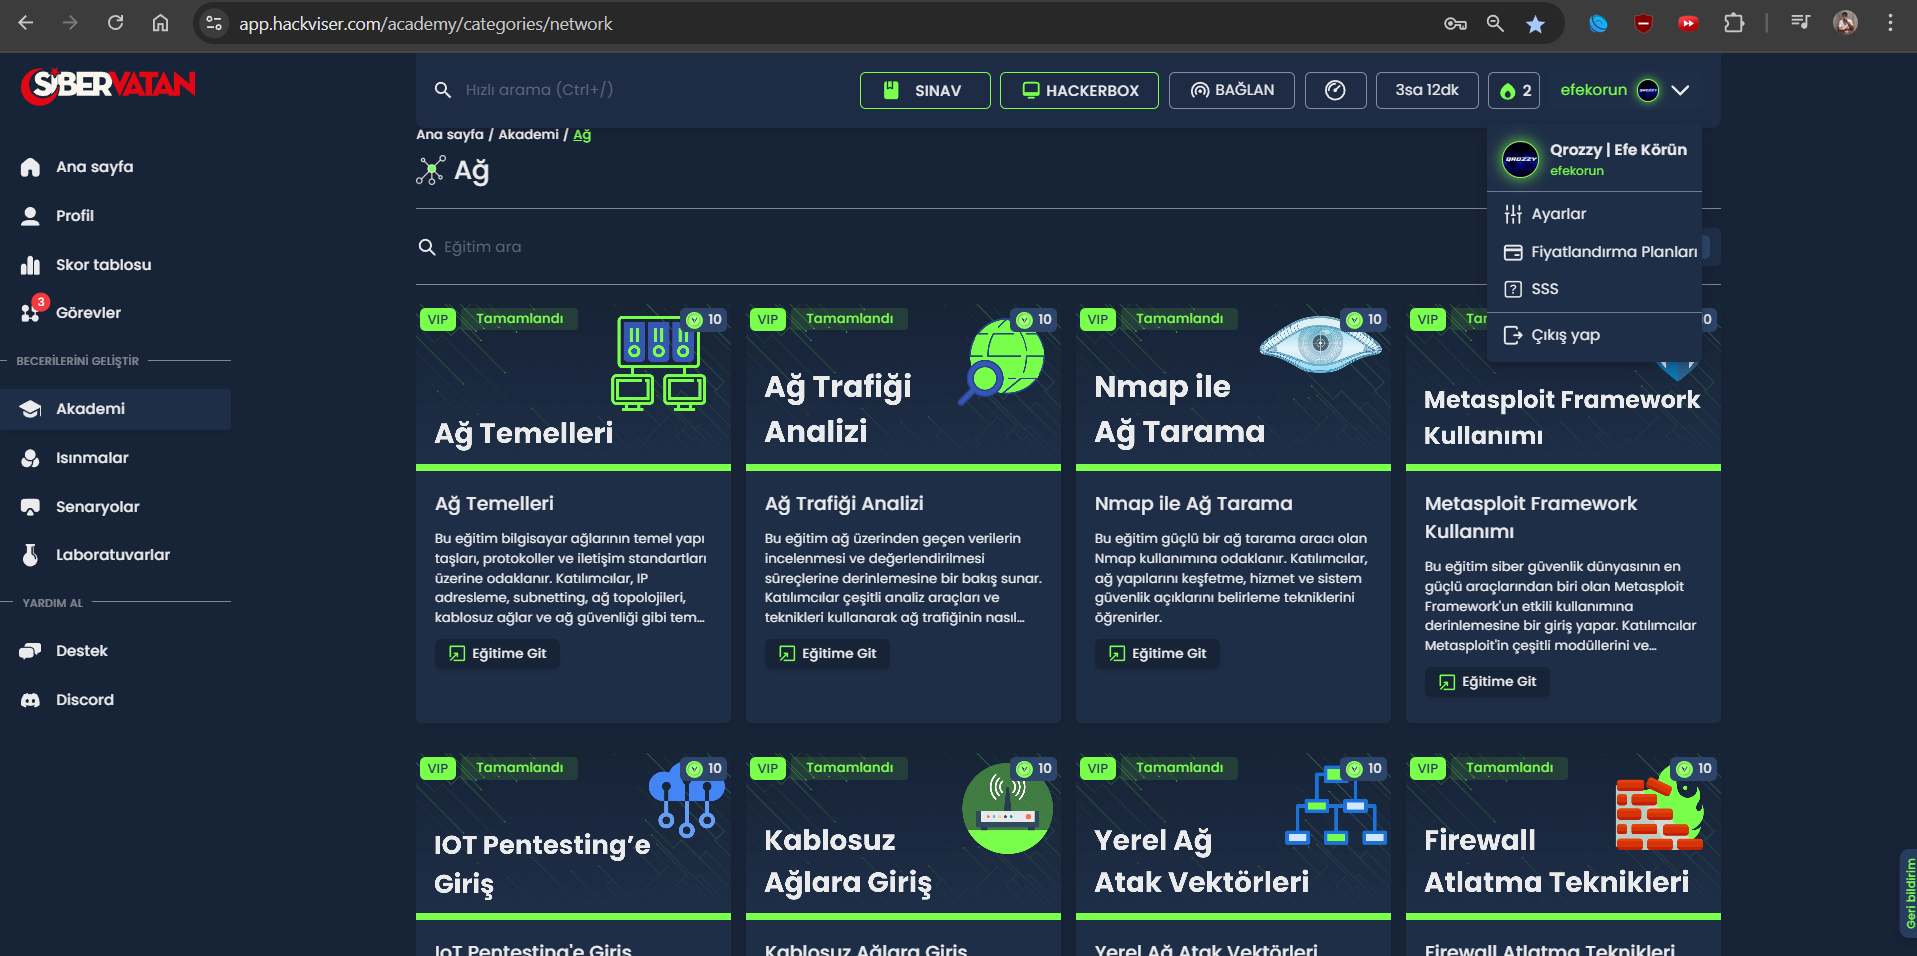 app.hackviser.com/academy/categories/network
SİBERVATAN
Hızlı arama (Ctrl+/)
SINAV
HACKERBOX
BAĞLAN
3sa 12dk
2
efekorun
Ana sayfa / Akademi / Ağ
Ağ
Qrozzy | Efe Körün
efekorun
Ayarlar
Fiyatlandırma Planları
SSS
Çıkış yap
Ana sayfa
Profil
Skor tablosu
3
Görevler
BECERİLERİNİ GELİŞTİR
Akademi
Isınmalar
Senaryolar
Laboratuvarlar
YARDIM AL
Destek
Discord
Eğitim ara
VIP
Tamamlandı
10
Ağ Temelleri
Ağ Temelleri
Bu eğitim bilgisayar ağlarının temel yapı
taşları, protokoller ve iletişim standartları
üzerine odaklanır. Katılımcılar, IP
adresleme, subnetting, ağ topolojileri,
kablosuz ağlar ve ağ güvenliği gibi tem...
Eğitime Git
VIP
Tamamlandı
10
Ağ Trafiği
Analizi
Ağ Trafiği Analizi
Bu eğitim ağ üzerinden geçen verilerin
incelenmesi ve değerlendirilmesi
süreçlerine derinlemesine bir bakış sunar.
Katılımcılar çeşitli analiz araçları ve
teknikleri kullanarak ağ trafiğinin nasıl...
Eğitime Git
VIP
Tamamlandı
10
Nmap ile
Ağ Tarama
Nmap ile Ağ Tarama
Bu eğitim güçlü bir ağ tarama aracı olan
Nmap kullanımına odaklanır. Katılımcılar,
ağ yapılarını keşfetme, hizmet ve sistem
güvenlik açıklarını belirleme tekniklerini
öğrenirler.
Eğitime Git
VIP
Tar
0
Metasploit Framework
Kullanımı
Metasploit Framework
Kullanımı
Bu eğitim siber güvenlik dünyasının en
güçlü araçlarından biri olan Metasploit
Framework'un etkili kullanımına
derinlemesine bir giriş yapar. Katılımcılar
Metasploit'in çeşitli modüllerini ve...
Eğitime Git
VIP
Tamamlandı
10
IOT Pentesting’e
Giriş
IoT Pentesting'e Giriş
VIP
Tamamlandı
10
Kablosuz
Ağlara Giriş
Kablosuz Ağlara Giriş
VIP
Tamamlandı
10
Yerel Ağ
Atak Vektörleri
Yerel Ağ Atak Vektörleri
VIP
Tamamlandı
10
Firewall
Atlatma Teknikleri
Firewall Atlatma Teknikleri
Geri bildirim